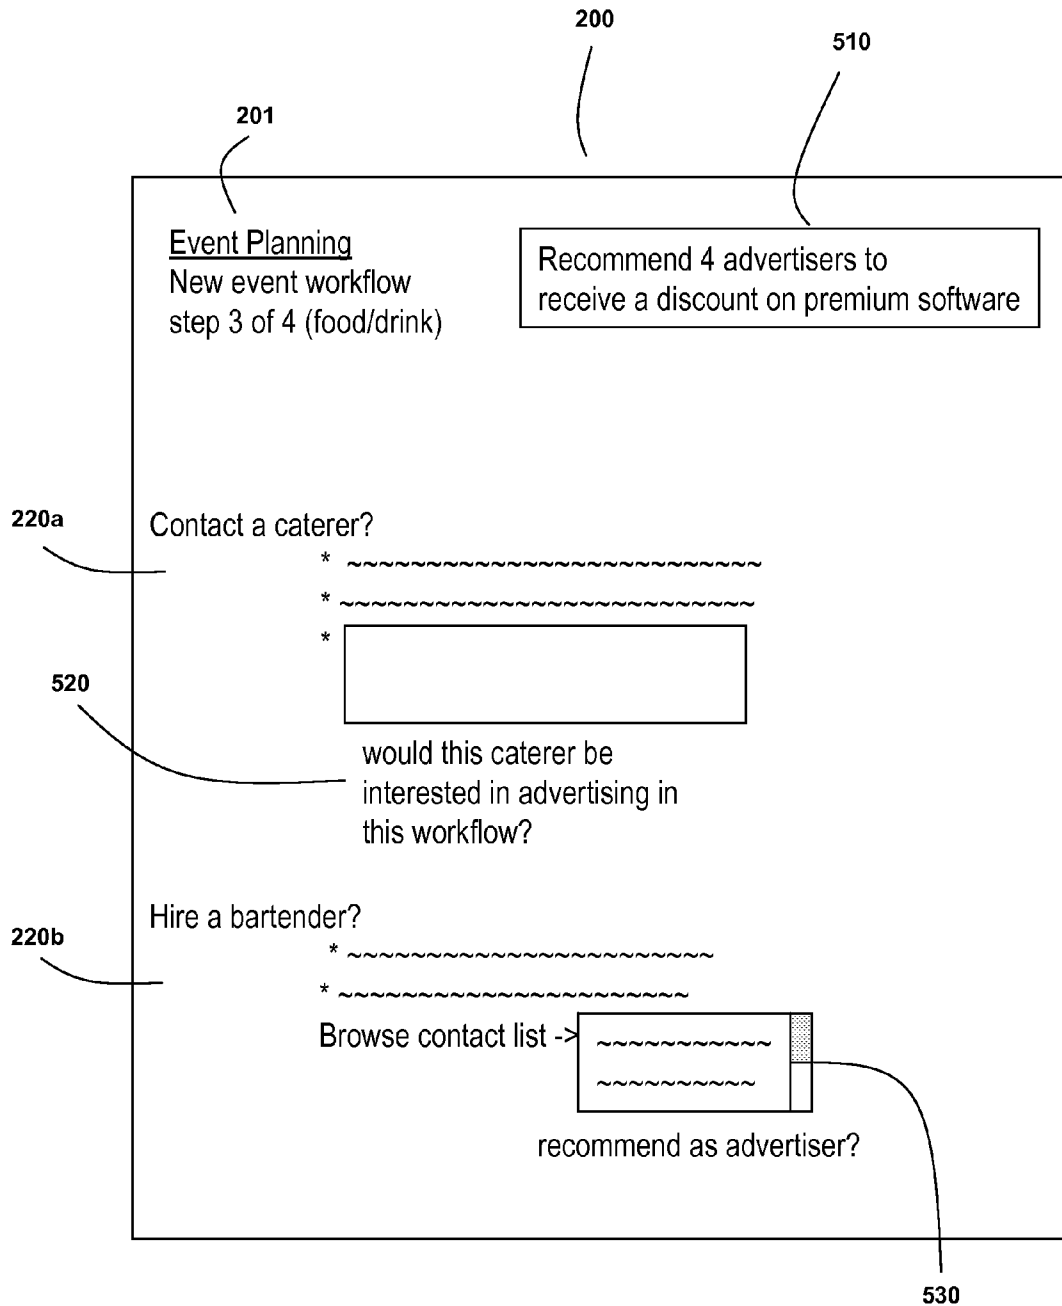 200
510
201
Event Planning
New event workflow
step 3 of 4 (food/drink)
Recommend 4 advertisers to
receive a discount on premium software
220a
Contact a caterer?
* ~~~~~~~~~~~~~~~~~~~~~~~~~~
* ~~~~~~~~~~~~~~~~~~~~~~~~~~
*
520
would this caterer be
interested in advertising in
this workflow?
Hire a bartender?
220b
* ~~~~~~~~~~~~~~~~~~~~~~~
* ~~~~~~~~~~~~~~~~~~~~~~
Browse contact list ->
~~~~~~~~~~~
~~~~~~~~~~
recommend as advertiser?
530